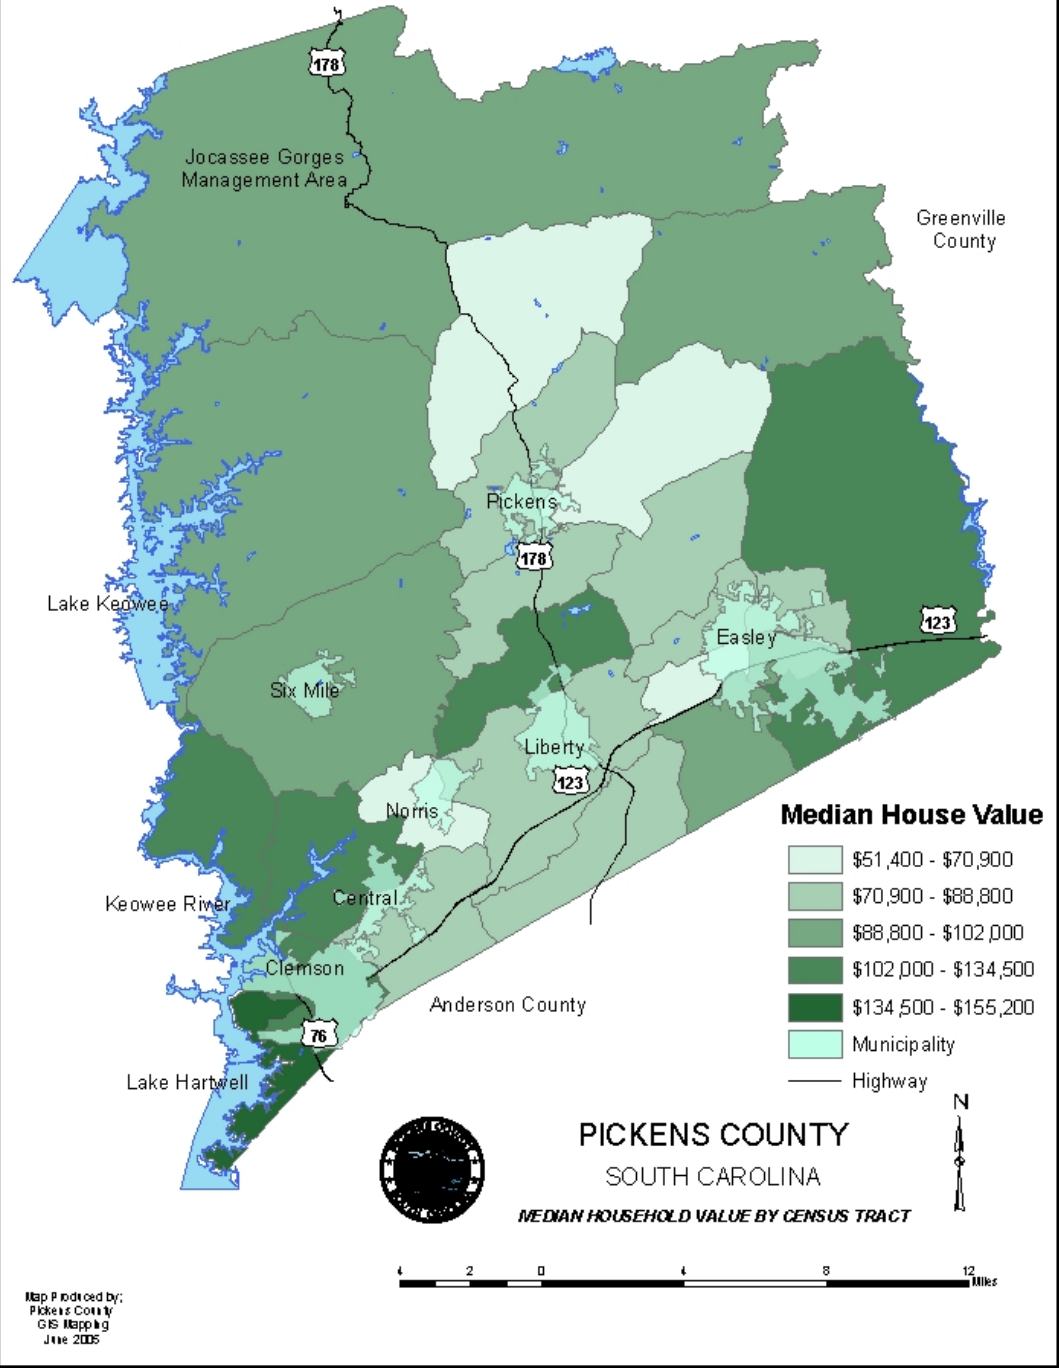 178
Jocassee Gorges
Management Area
Greenville
County
Pickens
178
Lake Keowee
123
Easley
Six Mile
Liberty
123
Norris
Median House Value
$51,400 - $70,900
$70,900 - $88,800
$88,800 - $102,000
$102,000 - $134,500
$134,500 - $155,200
Municipality
Highway
Central
Keowee River
Clemson
Anderson County
76
Lake Hartwell
N
PICKENS COUNTY
SOUTH CAROLINA
MEDIAN HOUSEHOLD VALUE BY CENSUS TRACT
4 2 0 4 8 12
Miles
Map Produced by:
Pickens County
GIS Mapping
June 2005